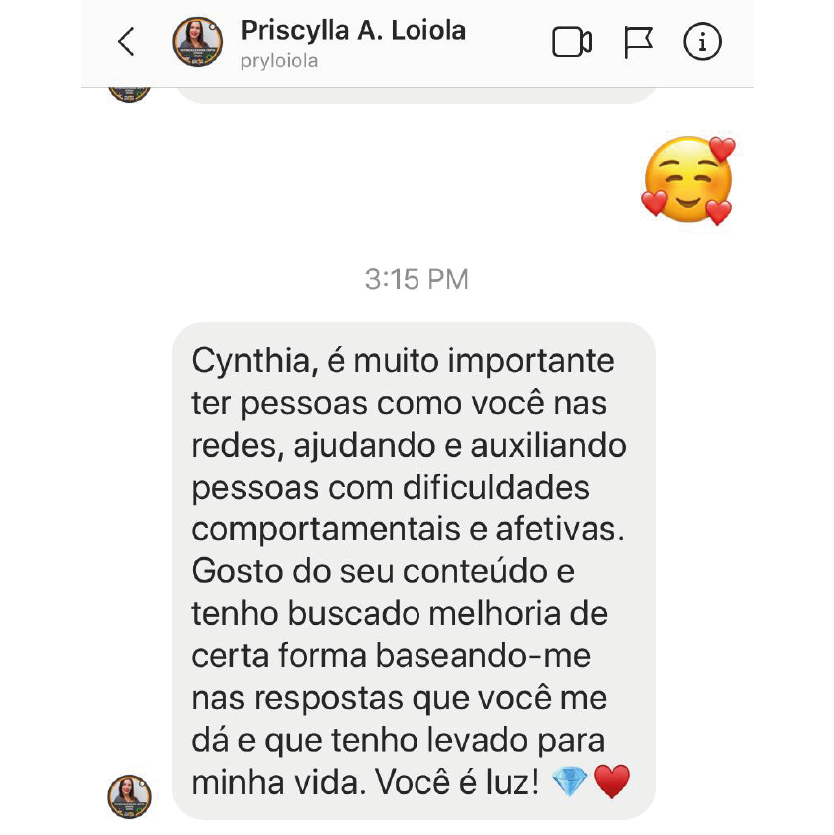 Priscylla A. Loiola
pryloiola
3:15 PM
Cynthia, é muito importante
ter pessoas como você nas
redes, ajudando e auxiliando
pessoas com dificuldades
comportamentais e afetivas.
Gosto do seu conteúdo e
tenho buscado melhoria de
certa forma baseando-me
nas respostas que você me
dá e que tenho levado para
minha vida. Você é luz! 💎♥️